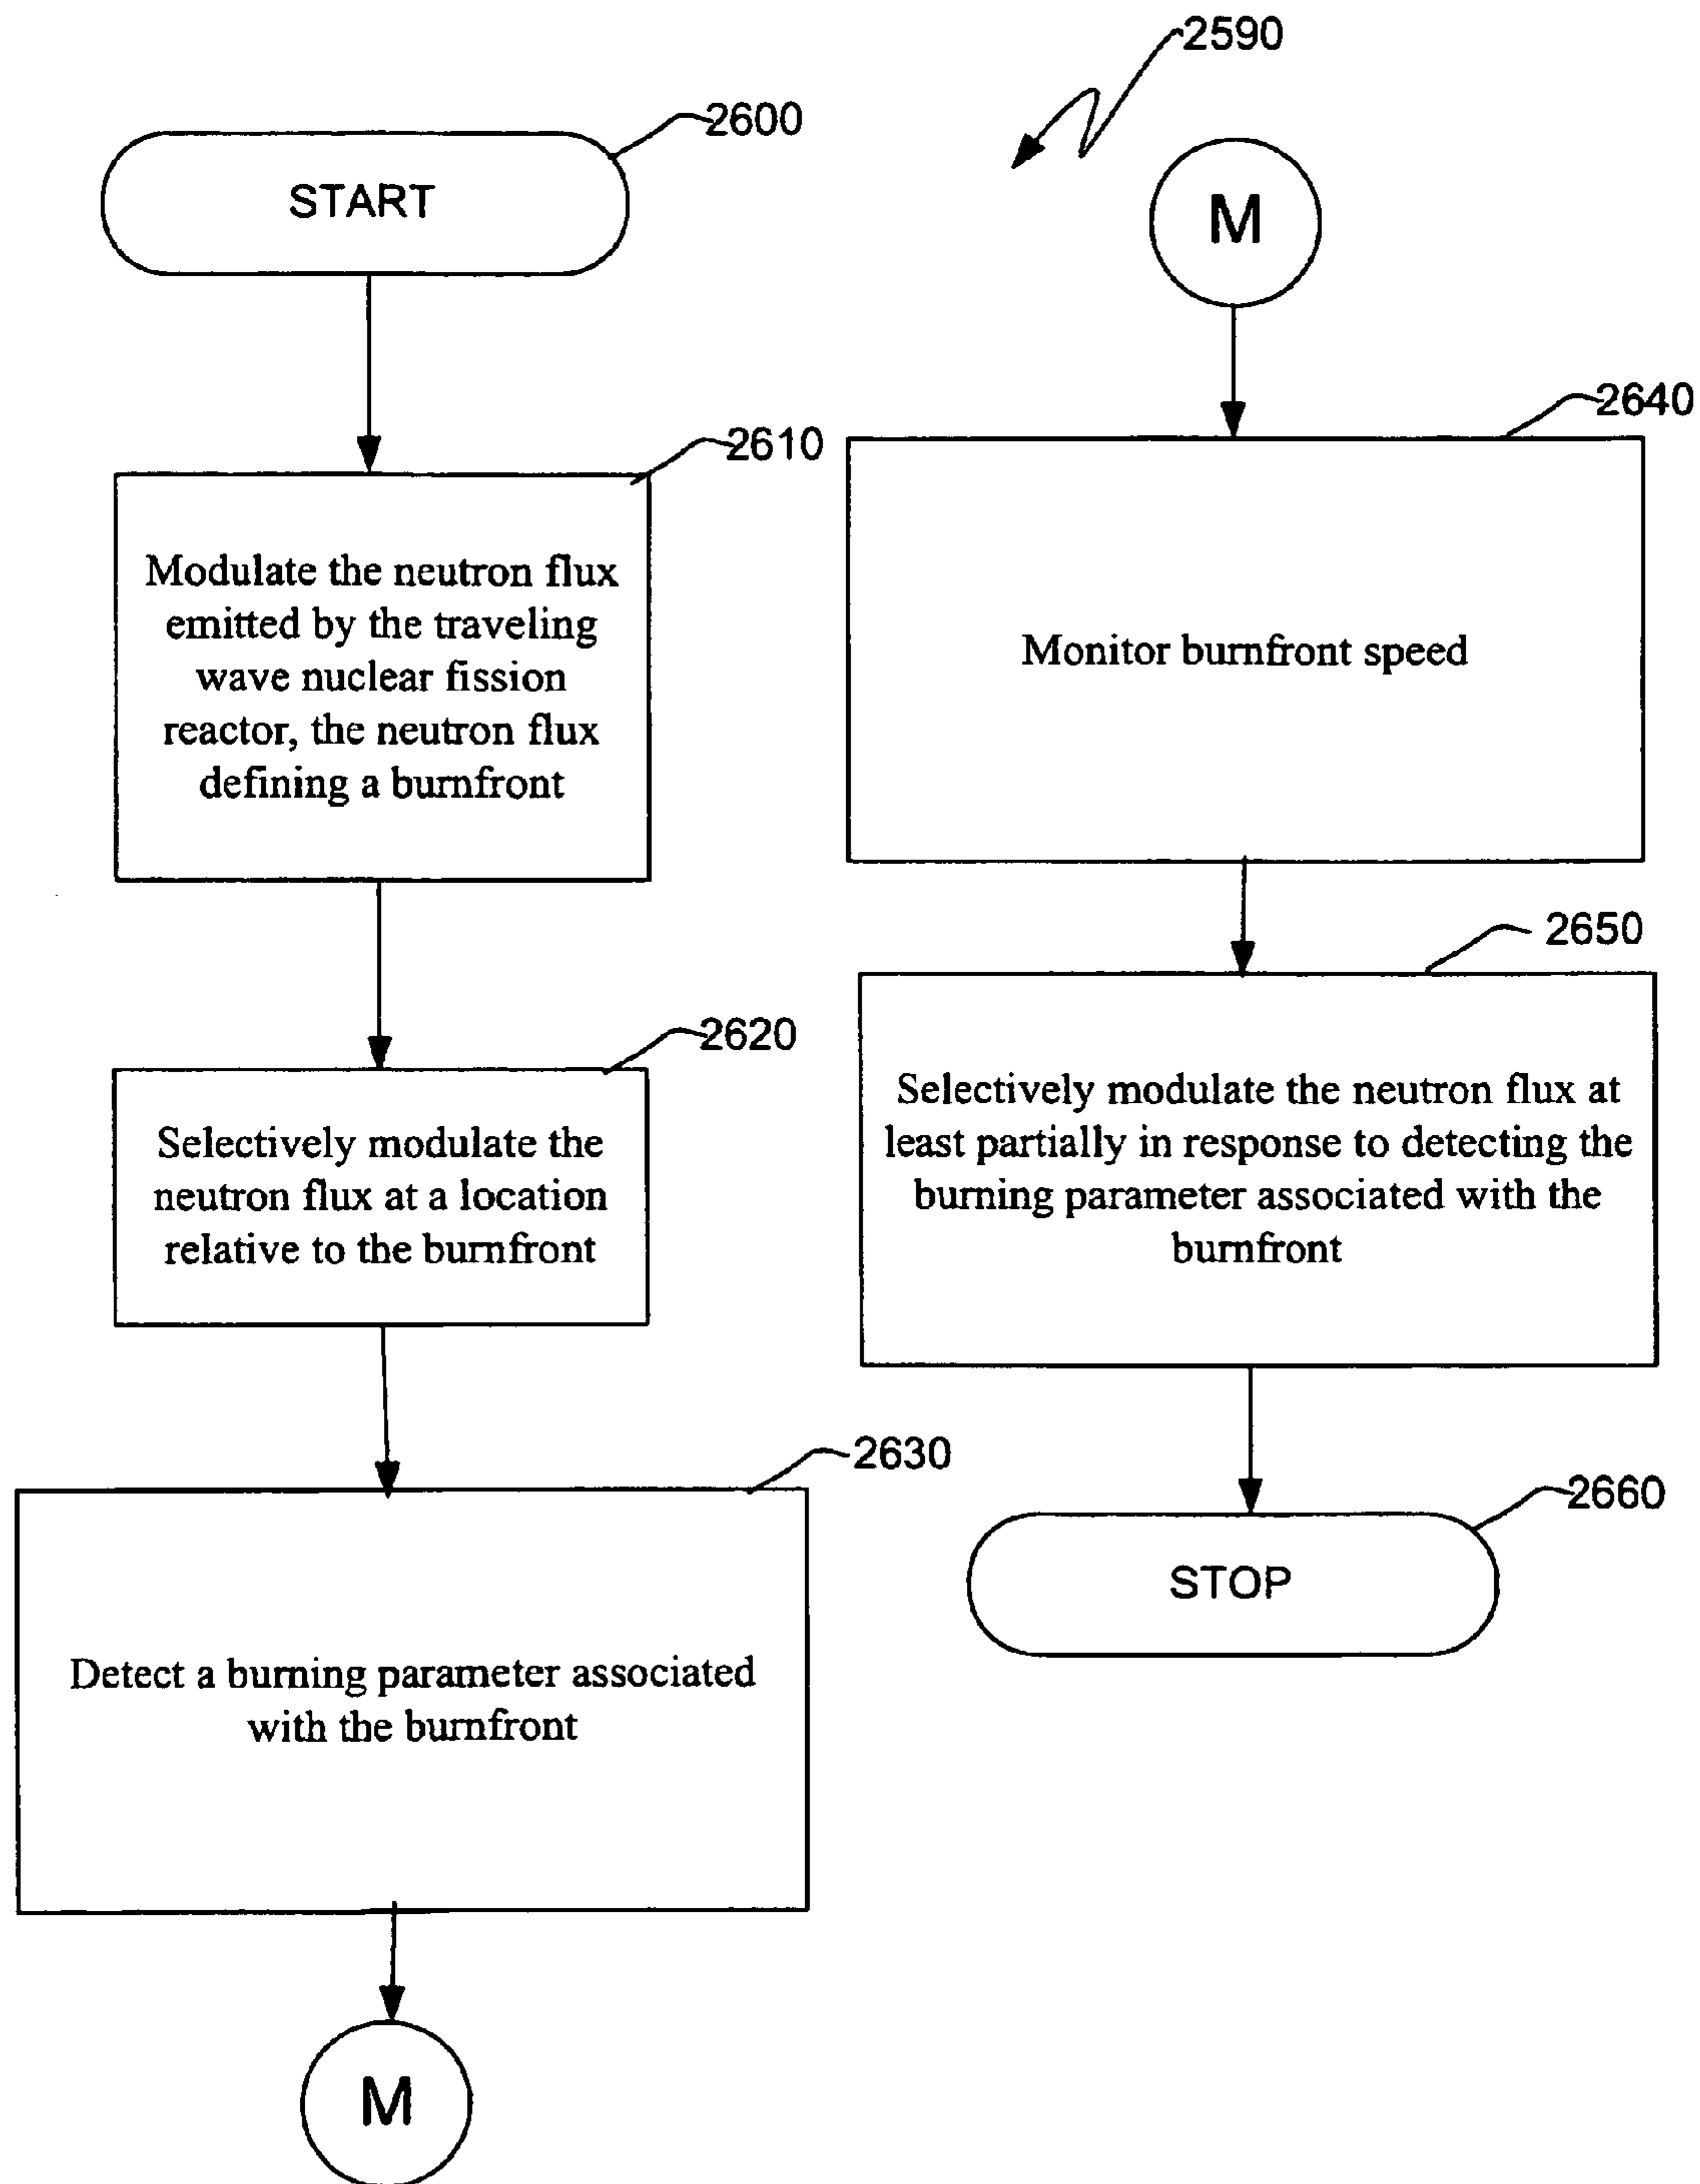 2600
START
2610
Modulate the neutron flux
emitted by the traveling
wave nuclear fission
reactor, the neutron flux
defining a burnfront
2620
Selectively modulate the
neutron flux at a location
relative to the burnfront
2630
Detect a burning parameter associated
with the burnfront
M
2590
M
2640
Monitor burnfront speed
2650
Selectively modulate the neutron flux at
least partially in response to detecting the
burning parameter associated with the
burnfront
2660
STOP